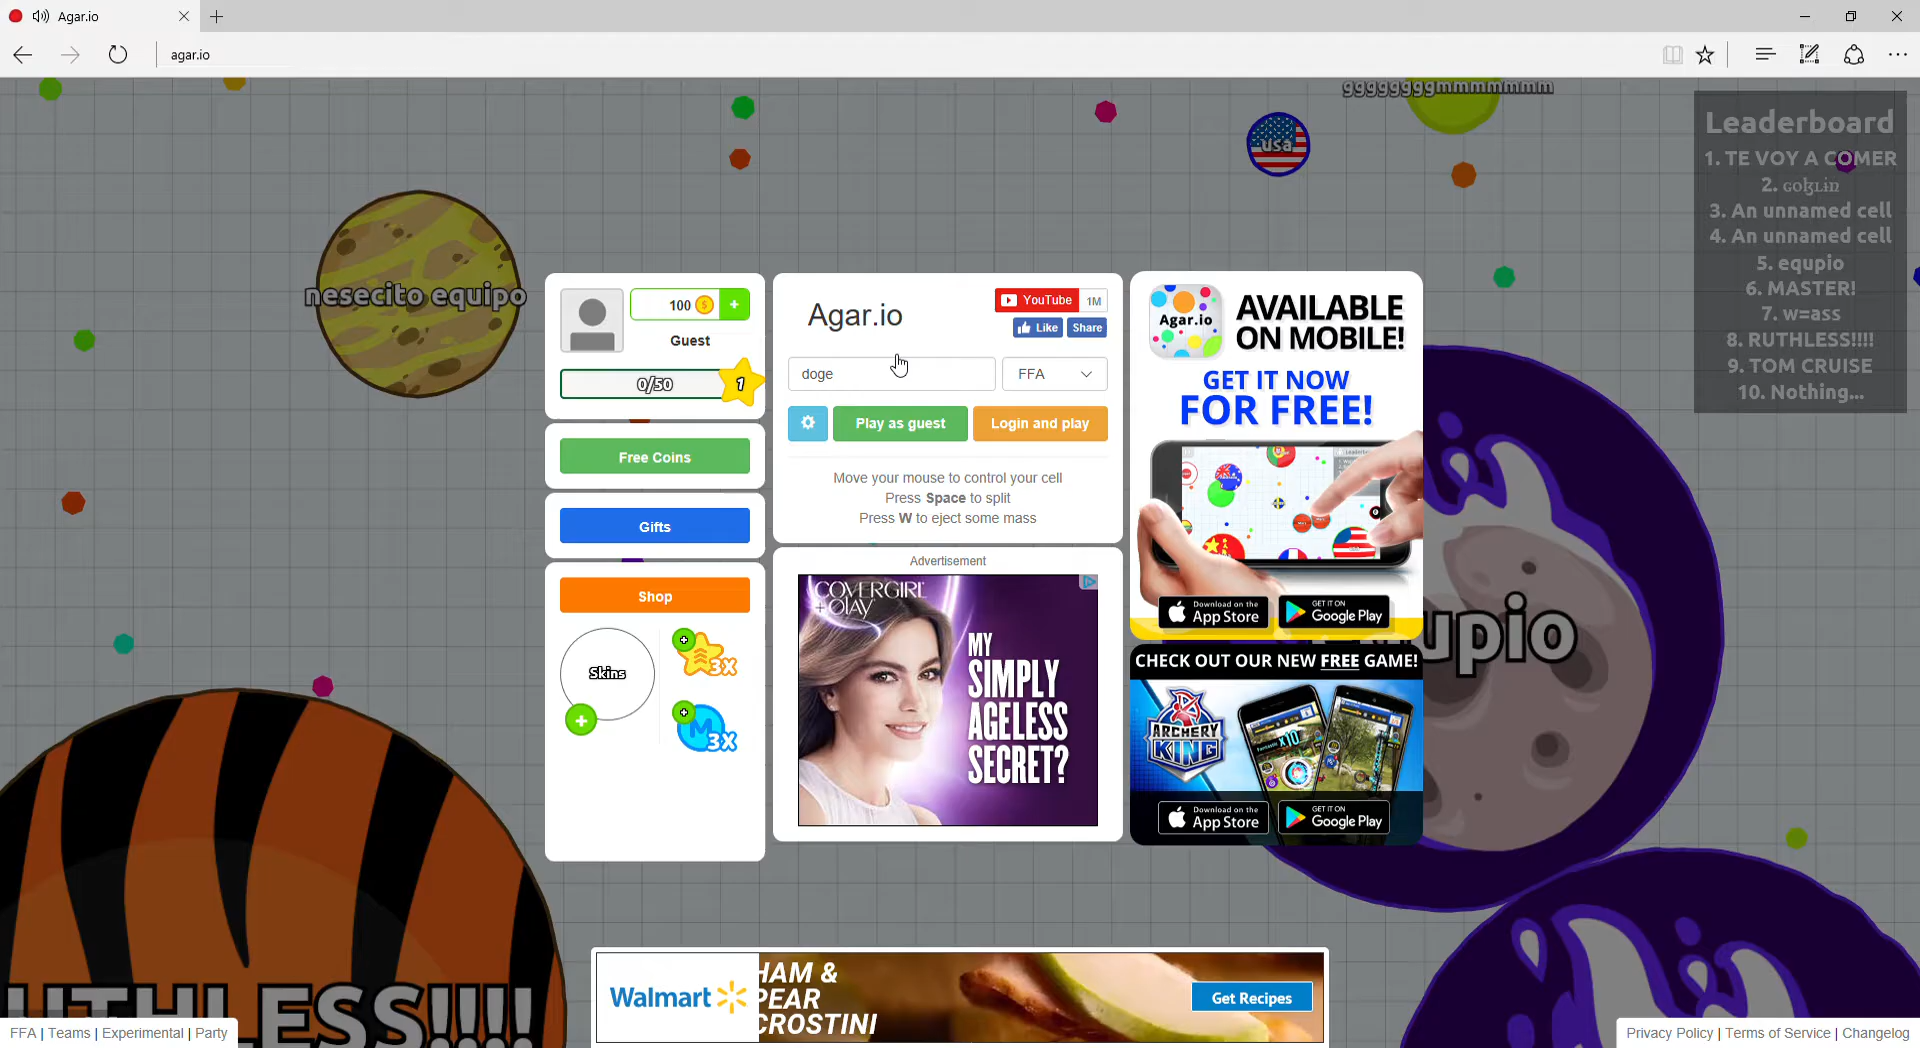 Agar.io
agar.io
ggggggggmmmmmmm
usa
Leaderboard
1. TE VOY A COMER
3. An unnamed cell
4. An unnamed cell
5. equpio
6. MASTER!
7. w=ass
8. RUTHLESS!!!!
9. TOM CRUISE
10. Nothing...
nesecito equipo
100
Guest
0/50
1
Free Coins
Gifts
Shop
Skins
3X
M 3X
Agar.io
YouTube 1M
Like Share
doge
FFA
Play as guest
Login and play
Move your mouse to control your cell
Press Space to split
Press W to eject some mass
Advertisement
COVERGIRL
+ OLAY
MY
SIMPLY
AGELESS
SECRET?
Agar.io
AVAILABLE
ON MOBILE!
GET IT NOW
FOR FREE!
Download on the
App Store
GET IT ON
Google Play
CHECK OUT OUR NEW FREE GAME!
ARCHERY
KING
x10
Download on the
App Store
GET IT ON
Google Play
upio
UTHLESS!!!!
Walmart
HAM &
PEAR
CROSTINI
Get Recipes
FFA | Teams | Experimental | Party
Privacy Policy | Terms of Service | Changelog